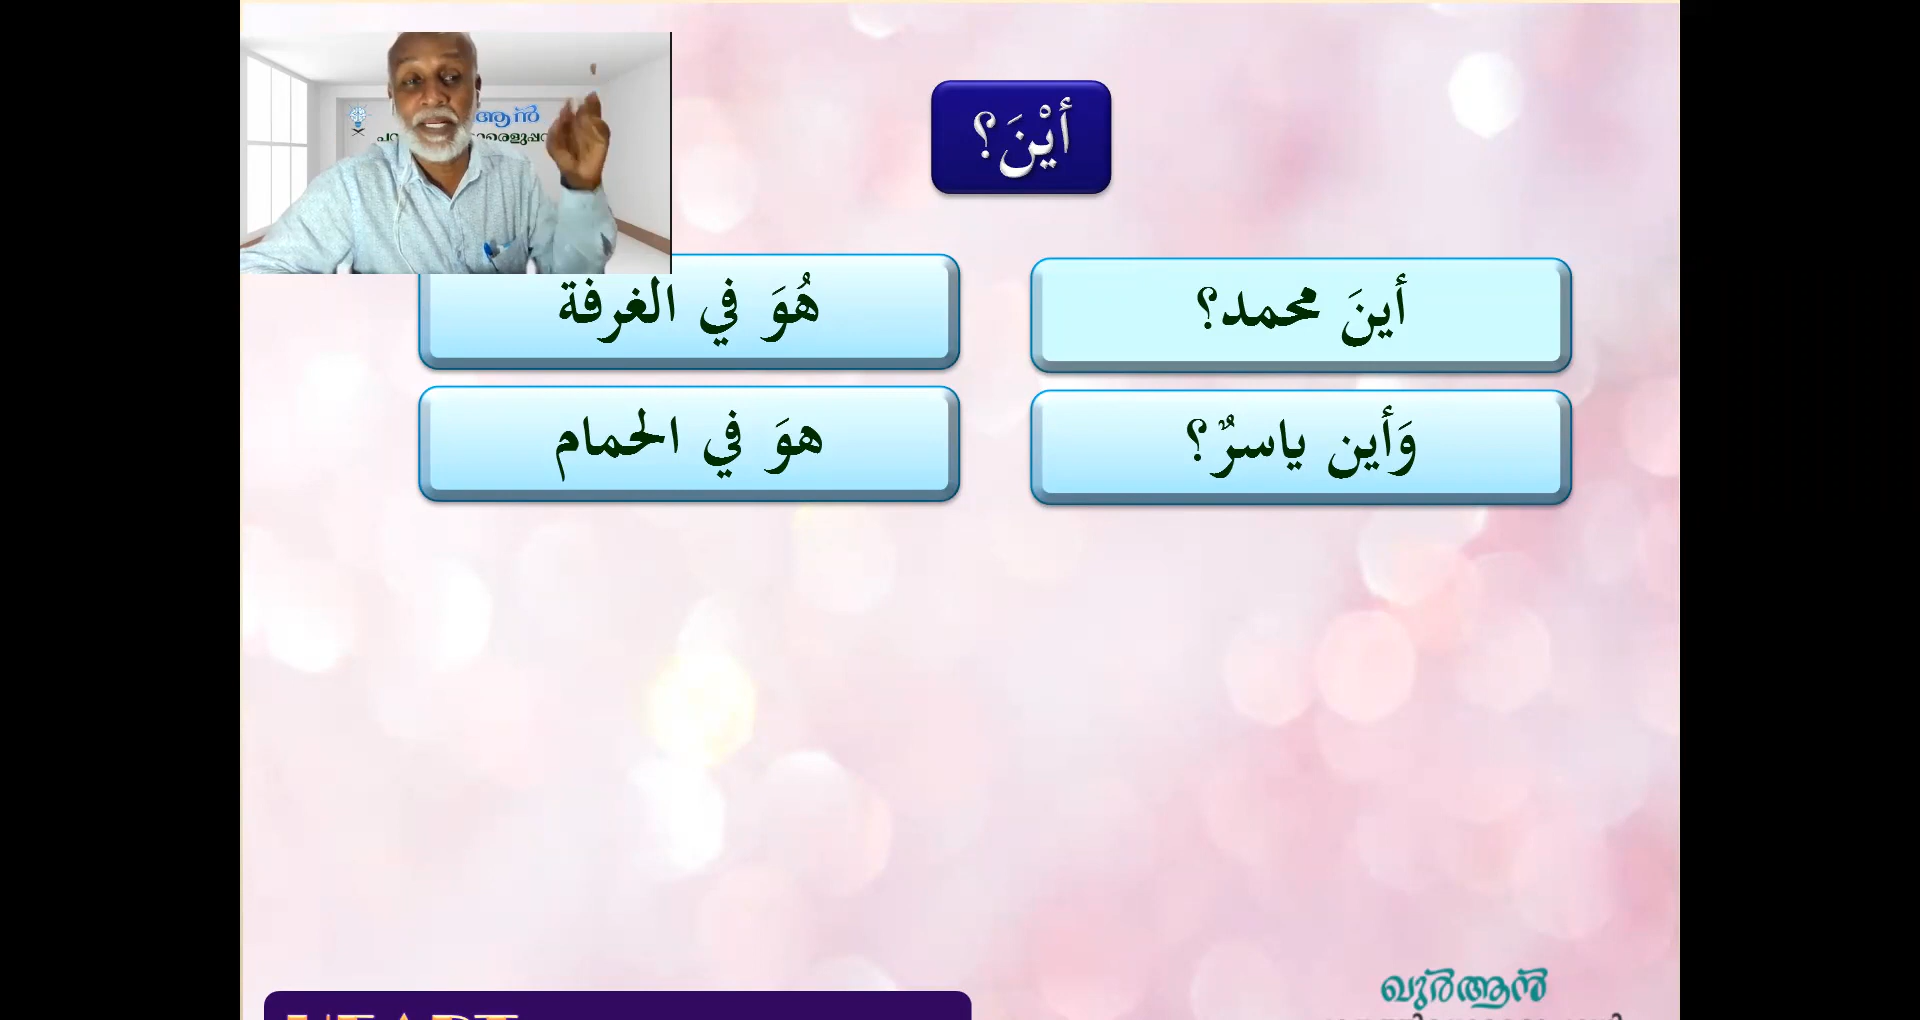 أيْنَ؟
أينَ محمد؟
هُوَ في الغرفة
وَأين ياسرٌ؟
هوَ في الحمام
ഖുർആൻ